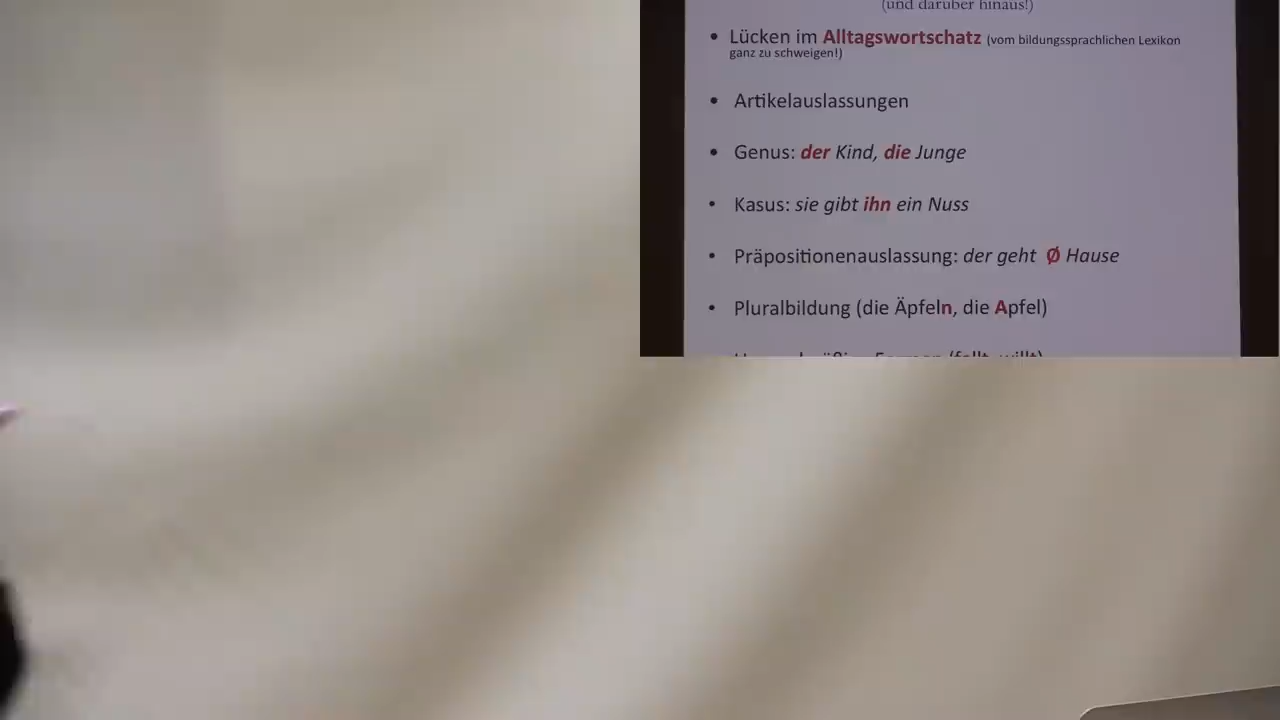 (und darüber hinaus!)
• Lücken im Alltagswortschatz (vom bildungssprachlichen Lexikon
ganz zu schweigen!)
• Artikelauslassungen
• Genus: der Kind, die Junge
• Kasus: sie gibt ihn ein Nuss
• Präpositionenauslassung: der geht Ø Hause
• Pluralbildung (die Äpfeln, die Apfel)